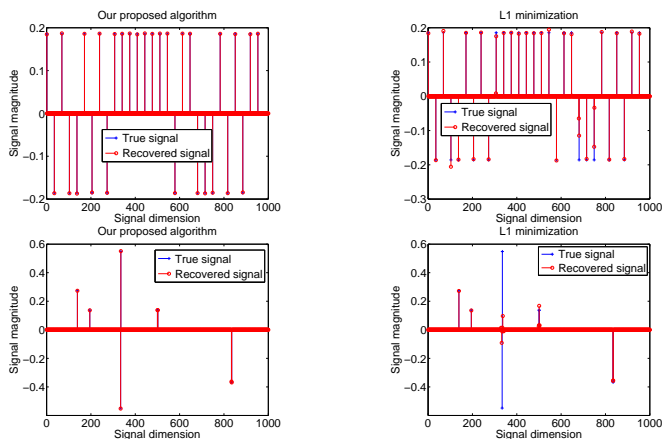 Our proposed algorithm
0.2
0.1
0
−0.1
−0.2
Signal magnitude
True signal
Recovered signal
0 200 400 600 800 1000
Signal dimension
L1 minimization
0.2
0.1
0
−0.1
−0.2
−0.3
Signal magnitude
True signal
Recovered signal
0 200 400 600 800 1000
Signal dimension
Our proposed algorithm
0.6
0.4
0.2
0
−0.2
−0.4
Signal magnitude
True signal
Recovered signal
0 200 400 600 800 1000
Signal dimension
L1 minimization
0.6
0.4
0.2
0
−0.2
−0.4
Signal magnitude
True signal
Recovered signal
0 200 400 600 800 1000
Signal dimension